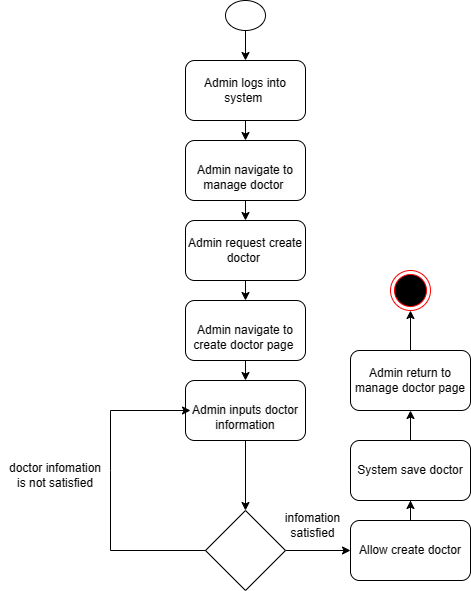 Admin logs into
system
Admin navigate to
manage doctor
Admin request create
doctor
Admin navigate to
create doctor page
Admin inputs doctor
information
doctor infomation
is not satisfied
infomation
satisfied
Allow create doctor
System save doctor
Admin return to
manage doctor page